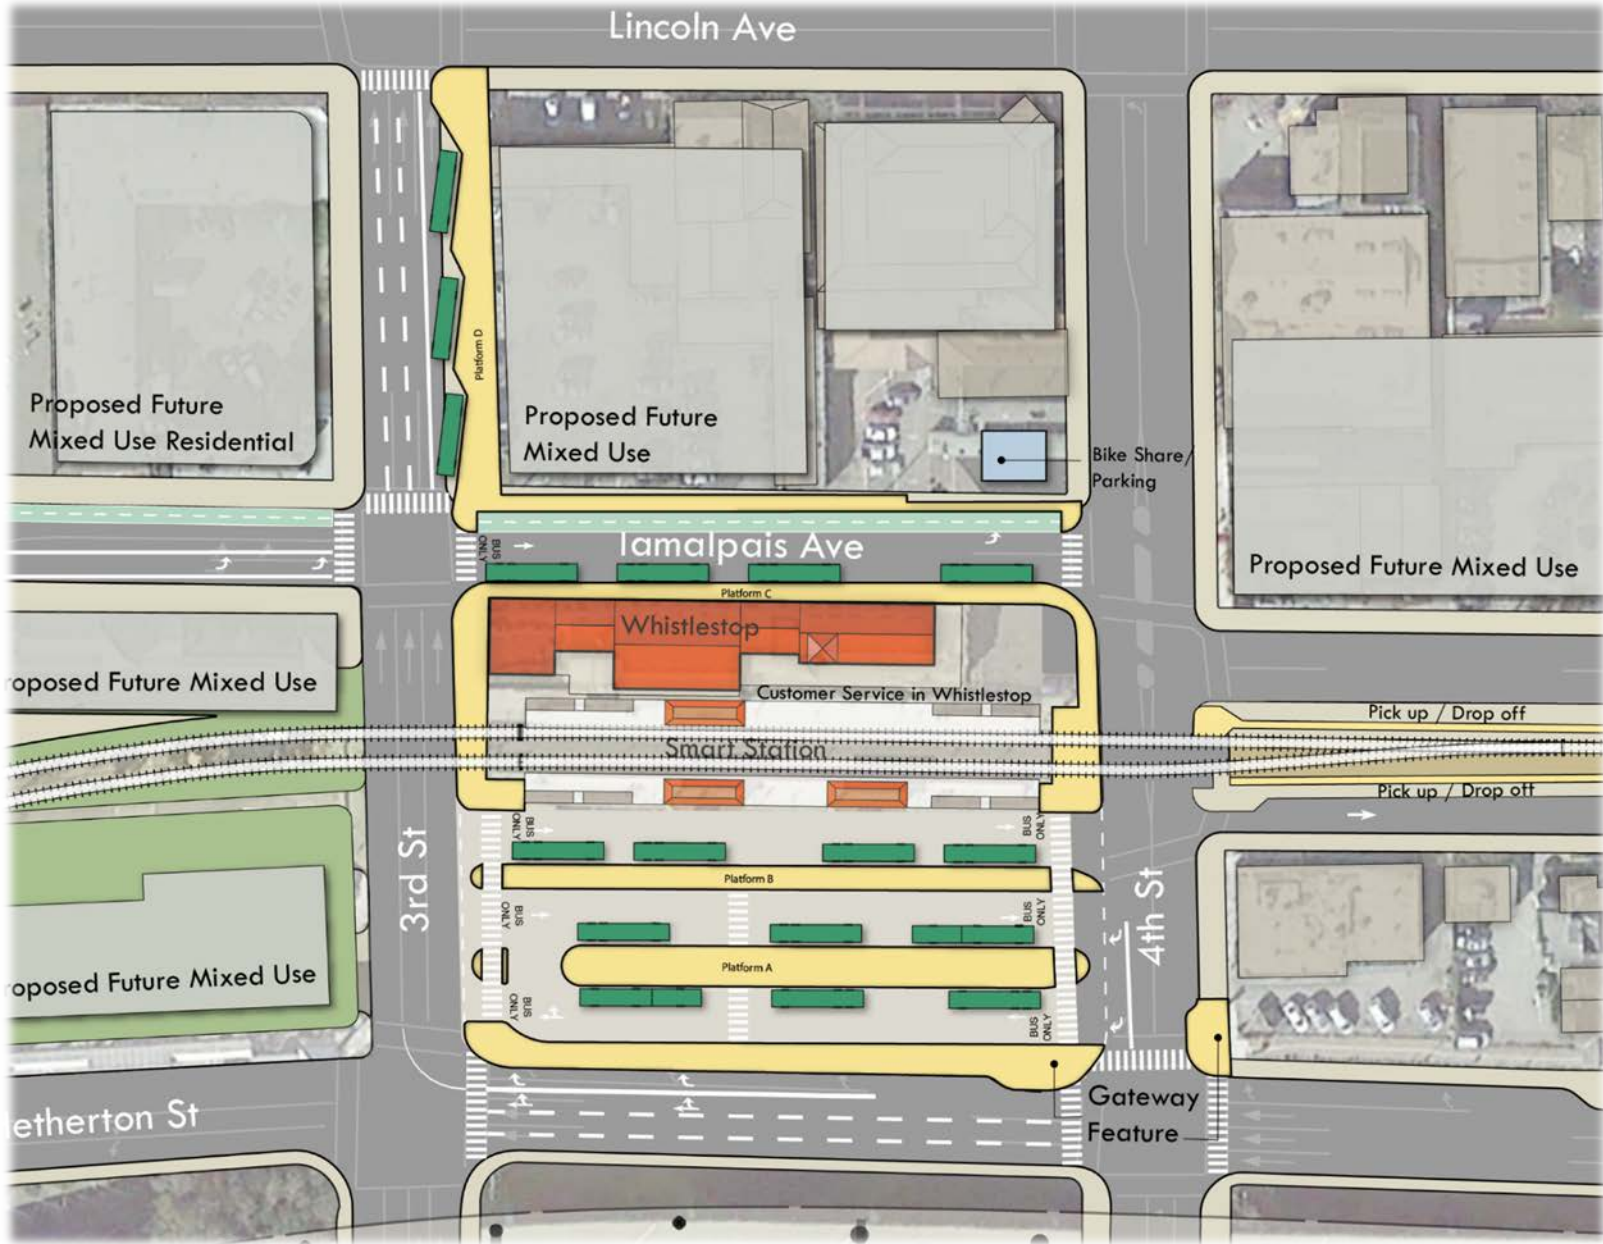 Lincoln Ave
Platform D
Proposed Future
Mixed Use Residential
Proposed Future
Mixed Use
Bike Share/
Parking
Proposed Future Mixed Use
BUS
ONLY
Tamalpais Ave
Platform C
Whistlestop
Customer Service in Whistlestop
roposed Future Mixed Use
Pick up / Drop off
Smart Station
Pick up / Drop off
BUS
ONLY
BUS
ONLY
3rd St
Platform B
4th St
BUS
ONLY
BUS
ONLY
Platform A
roposed Future Mixed Use
BUS
ONLY
BUS
ONLY
Gateway
Feature
etherton St